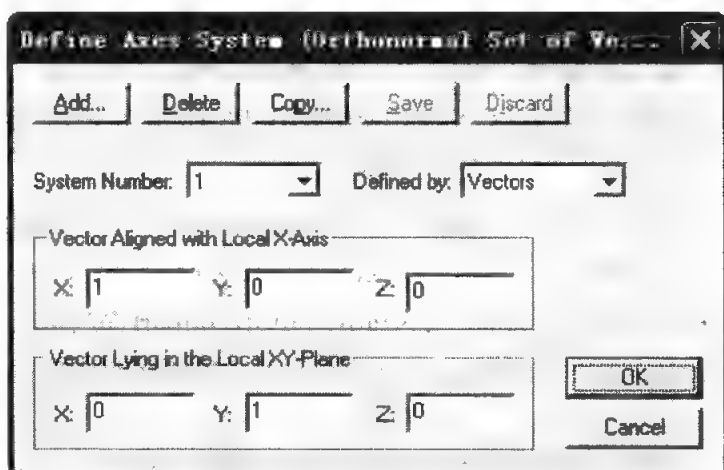 Define Axes System (Orthonormal Set of Ve...
Add... Delete Copy... Save Discard
System Number: 1 Defined by: Vectors
Vector Aligned with Local X-Axis
X: 1 Y: 0 Z: 0
Vector Lying in the Local XY-Plane
X: 0 Y: 1 Z: 0
OK
Cancel